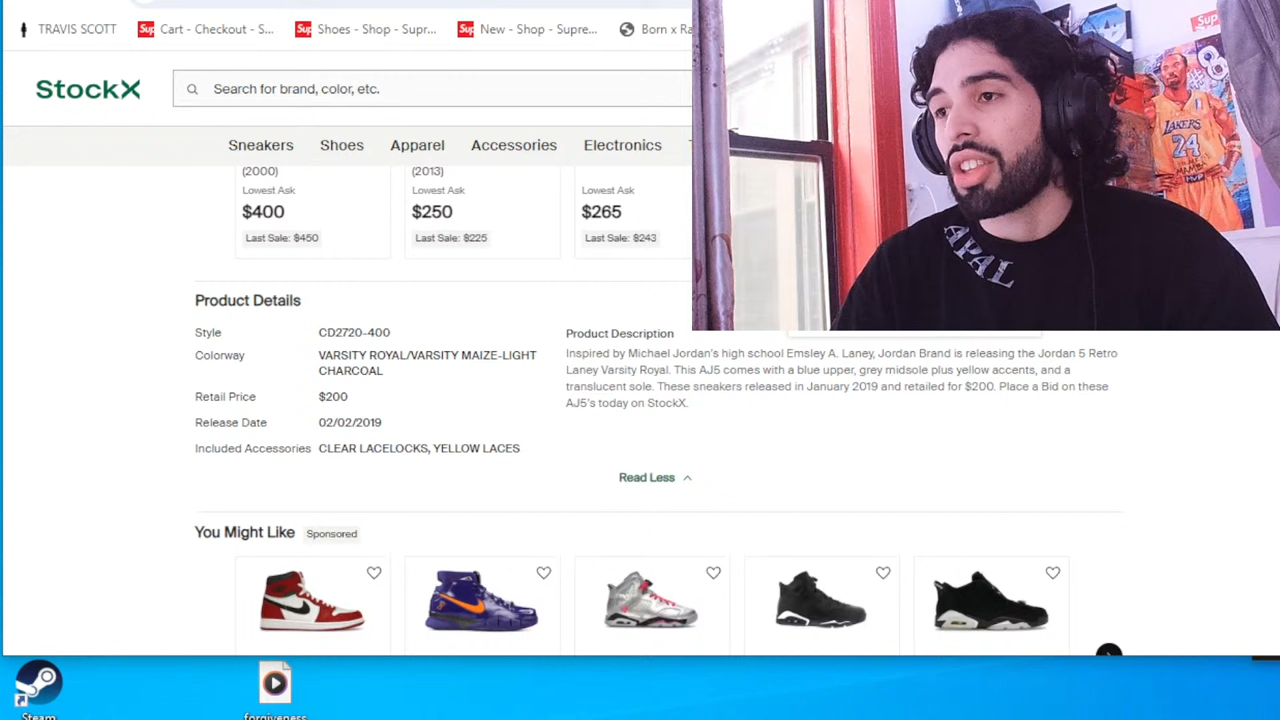 TRAVIS SCOTT
Sup Cart - Checkout - S...
Sup Shoes - Shop - Supr...
Sup New - Shop - Supre...
Born x Ra
Sup
8
StockX
Search for brand, color, etc.
LAKERS
24
Sneakers Shoes Apparel Accessories Electronics
(2000) (2013)
Lowest Ask Lowest Ask Lowest Ask
$400 $250 $265
Last Sale: $450 Last Sale: $225 Last Sale: $243
APAL
Product Details
Style CD2720-400
Colorway VARSITY ROYAL/VARSITY MAIZE-LIGHT
CHARCOAL
Retail Price $200
Release Date 02/02/2019
Included Accessories CLEAR LACELOCKS, YELLOW LACES
Product Description
Inspired by Michael Jordan's high school Emsley A. Laney, Jordan Brand is releasing the Jordan 5 Retro
Laney Varsity Royal. This AJ5 comes with a blue upper, grey midsole plus yellow accents, and a
translucent sole. These sneakers released in January 2019 and retailed for $200. Place a Bid on these
AJ5's today on StockX.
Read Less
You Might Like Sponsored
Steam
forgiveness